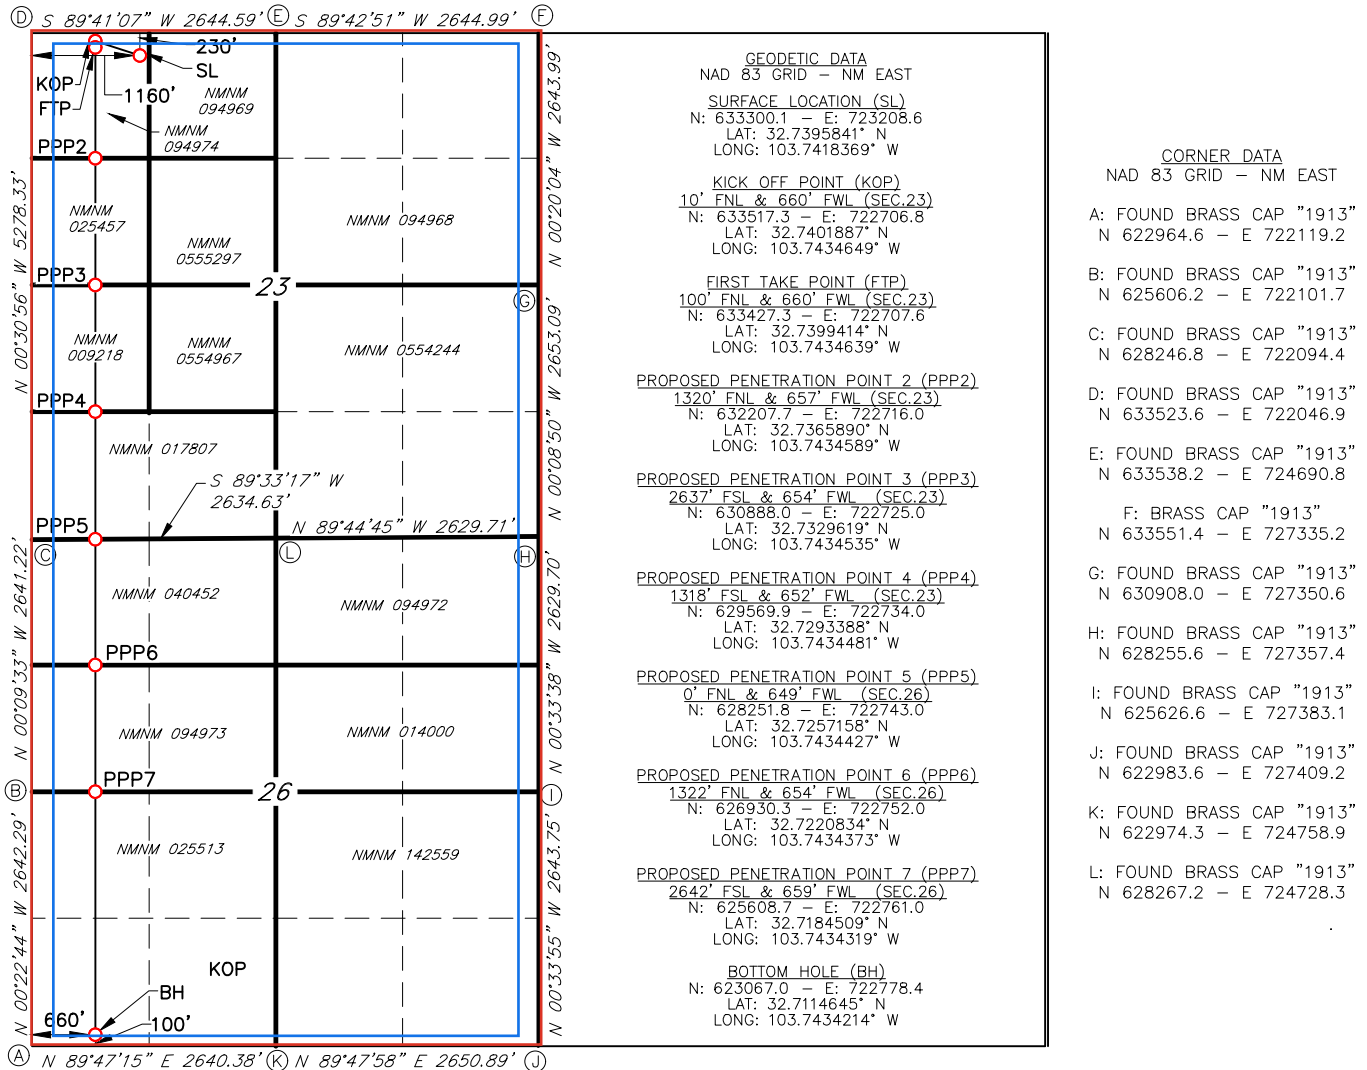 D S 89°41'07" W 2644.59' E S 89°42'51" W 2644.99' F
230'
SL
KOP
FTP
1160'
NMNM
094969
NMNM
094974
PPP2
NMNM
025457
NMNM
0555297
NMNM 094968
PPP3
23
G
NMNM
009218
NMNM
0554967
NMNM 0554244
PPP4
NMNM 017807
S 89°33'17" W
2634.63'
PPP5
N 89°44'45" W 2629.71'
C
L
H
NMNM 040452
NMNM 094972
PPP6
NMNM 094973
NMNM 014000
B
PPP7
26
I
NMNM 025513
NMNM 142559
KOP
BH
660'
100'
A N 89°47'15" E 2640.38' K N 89°47'58" E 2650.89' J
N 00°30'56" W 5278.33'
N 00°09'33" W 2641.22'
N 00°22'44" W 2642.29'
N 00°20'04" W 2643.99'
N 00°08'50" W 2653.09'
N 00°33'38" W 2629.70'
N 00°33'55" W 2643.75'
GEODETIC DATA
NAD 83 GRID - NM EAST
SURFACE LOCATION (SL)
N: 633300.1 - E: 723208.6
LAT: 32.7395841° N
LONG: 103.7418369° W
KICK OFF POINT (KOP)
10' FNL & 660' FWL (SEC.23)
N: 633517.3 - E: 722706.8
LAT: 32.7401887° N
LONG: 103.7434649° W
FIRST TAKE POINT (FTP)
100' FNL & 660' FWL (SEC.23)
N: 633427.3 - E: 722707.6
LAT: 32.7399414° N
LONG: 103.7434639° W
PROPOSED PENETRATION POINT 2 (PPP2)
1320' FNL & 657' FWL (SEC.23)
N: 632207.7 - E: 722716.0
LAT: 32.7365890° N
LONG: 103.7434589° W
PROPOSED PENETRATION POINT 3 (PPP3)
2637' FSL & 654' FWL (SEC.23)
N: 630888.0 - E: 722725.0
LAT: 32.7329619° N
LONG: 103.7434535° W
PROPOSED PENETRATION POINT 4 (PPP4)
1318' FSL & 652' FWL (SEC.23)
N: 629569.9 - E: 722734.0
LAT: 32.7293388° N
LONG: 103.7434481° W
PROPOSED PENETRATION POINT 5 (PPP5)
0' FNL & 649' FWL (SEC.26)
N: 628251.8 - E: 722743.0
LAT: 32.7257158° N
LONG: 103.7434427° W
PROPOSED PENETRATION POINT 6 (PPP6)
1322' FNL & 654' FWL (SEC.26)
N: 626930.3 - E: 722752.0
LAT: 32.7220834° N
LONG: 103.7434373° W
PROPOSED PENETRATION POINT 7 (PPP7)
2642' FSL & 659' FWL (SEC.26)
N: 625608.7 - E: 722761.0
LAT: 32.7184509° N
LONG: 103.7434319° W
BOTTOM HOLE (BH)
N: 623067.0 - E: 722778.4
LAT: 32.7114645° N
LONG: 103.7434214° W
CORNER DATA
NAD 83 GRID - NM EAST
A: FOUND BRASS CAP "1913"
N 622964.6 - E 722119.2
B: FOUND BRASS CAP "1913"
N 625606.2 - E 722101.7
C: FOUND BRASS CAP "1913"
N 628246.8 - E 722094.4
D: FOUND BRASS CAP "1913"
N 633523.6 - E 722046.9
E: FOUND BRASS CAP "1913"
N 633538.2 - E 724690.8
F: BRASS CAP "1913"
N 633551.4 - E 727335.2
G: FOUND BRASS CAP "1913"
N 630908.0 - E 727350.6
H: FOUND BRASS CAP "1913"
N 628255.6 - E 727357.4
I: FOUND BRASS CAP "1913"
N 625626.6 - E 727383.1
J: FOUND BRASS CAP "1913"
N 622983.6 - E 727409.2
K: FOUND BRASS CAP "1913"
N 622974.3 - E 724758.9
L: FOUND BRASS CAP "1913"
N 628267.2 - E 724728.3